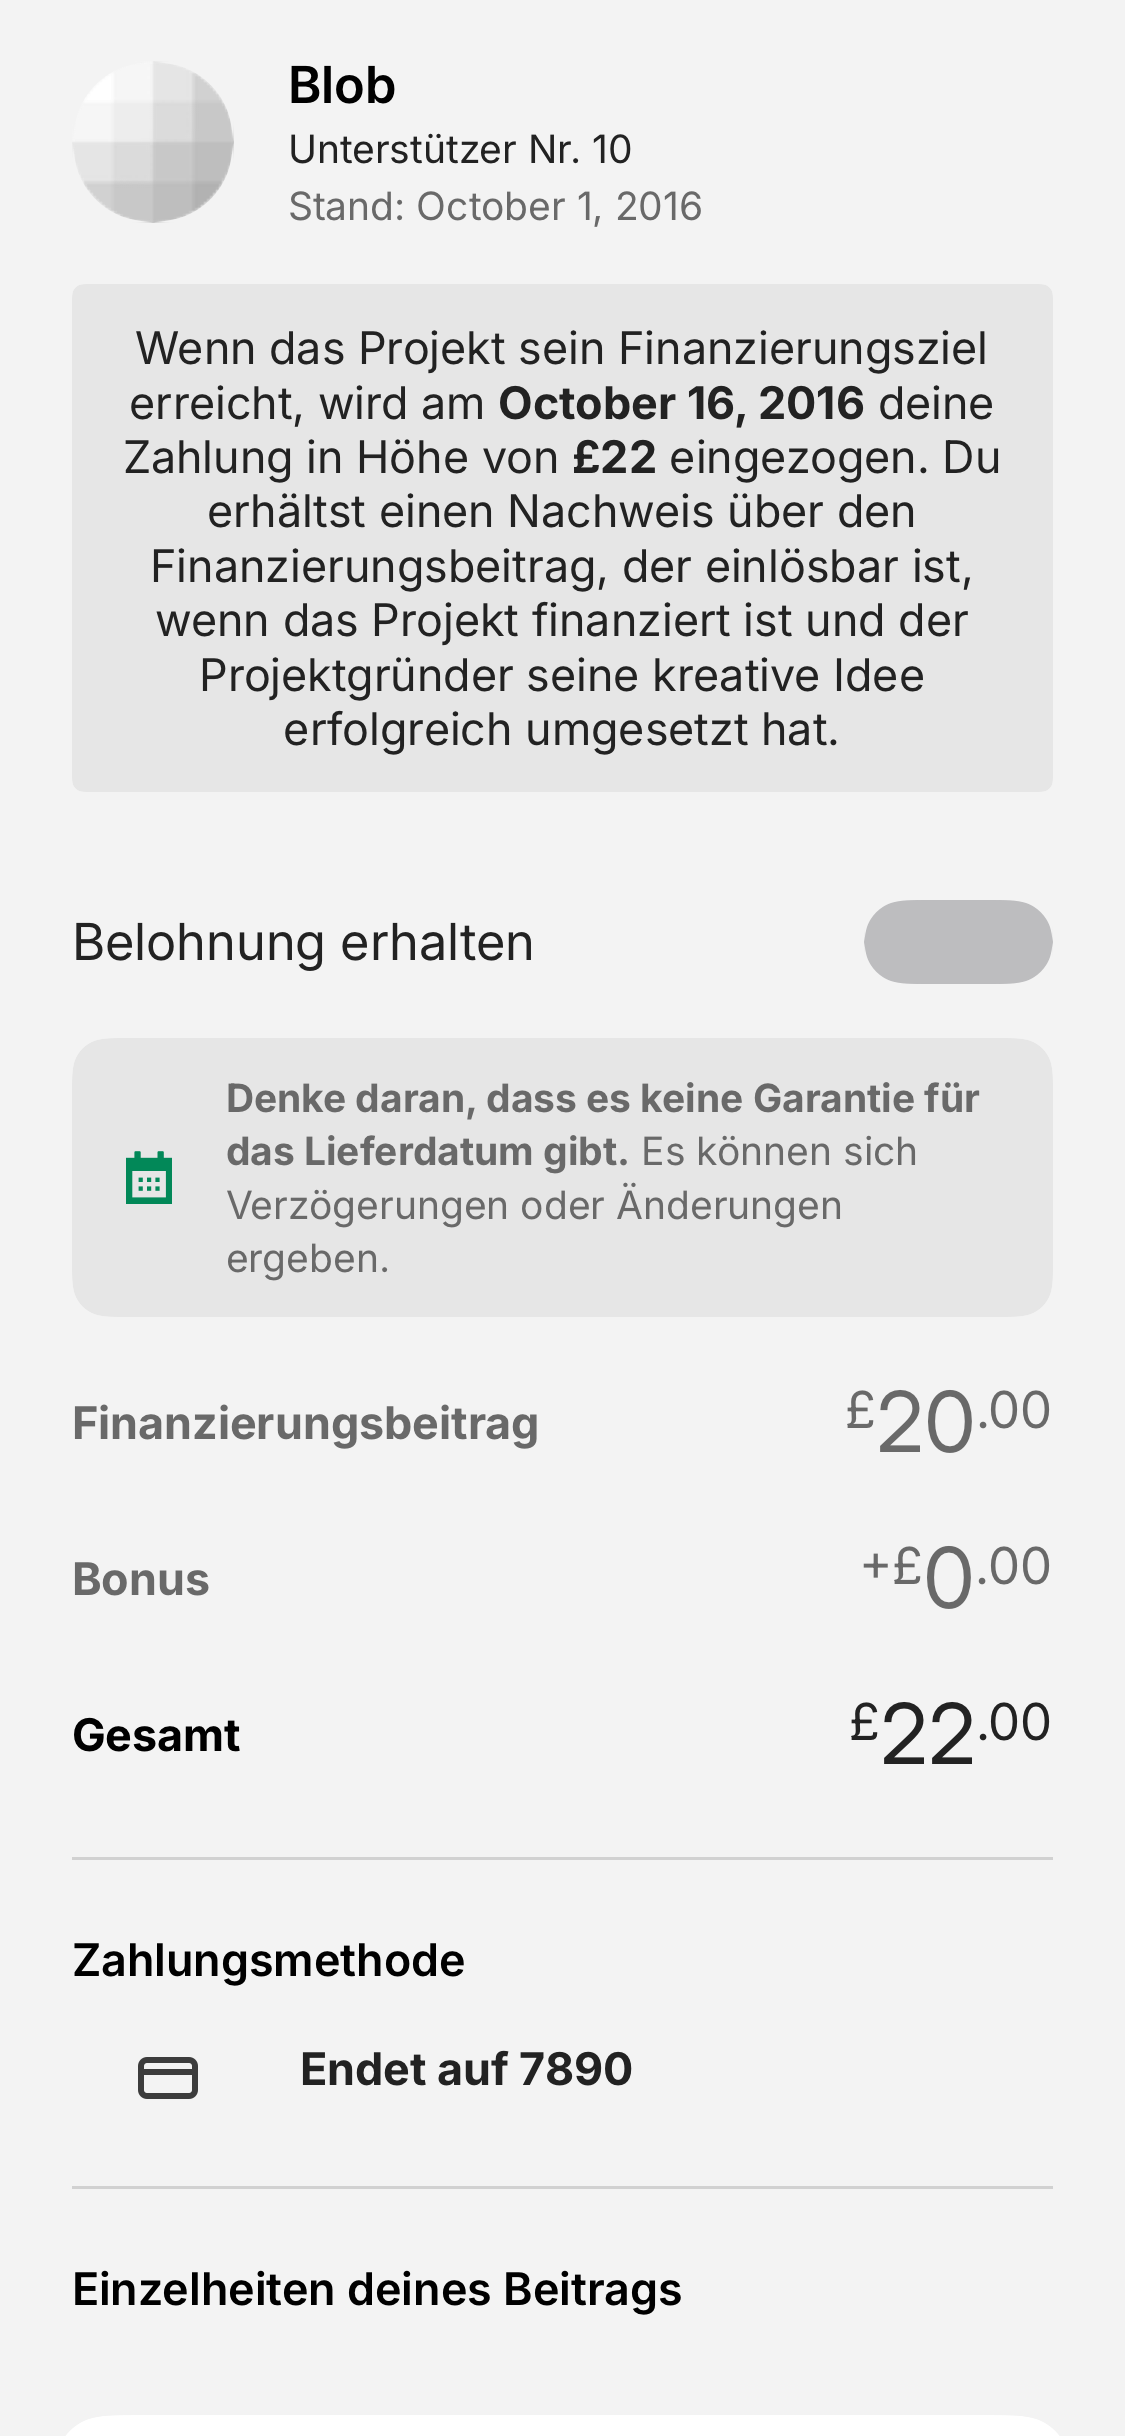 Blob
Unterstützer Nr. 10
Stand: October 1, 2016
Wenn das Projekt sein Finanzierungsziel
erreicht, wird am October 16, 2016 deine
Zahlung in Höhe von £22 eingezogen. Du
erhältst einen Nachweis über den
Finanzierungsbeitrag, der einlösbar ist,
wenn das Projekt finanziert ist und der
Projektgründer seine kreative Idee
erfolgreich umgesetzt hat.
Belohnung erhalten
Denke daran, dass es keine Garantie für
das Lieferdatum gibt. Es können sich
Verzögerungen oder Änderungen
ergeben.
Finanzierungsbeitrag £20.00
Bonus +£0.00
Gesamt £22.00
Zahlungsmethode
Endet auf 7890
Einzelheiten deines Beitrags